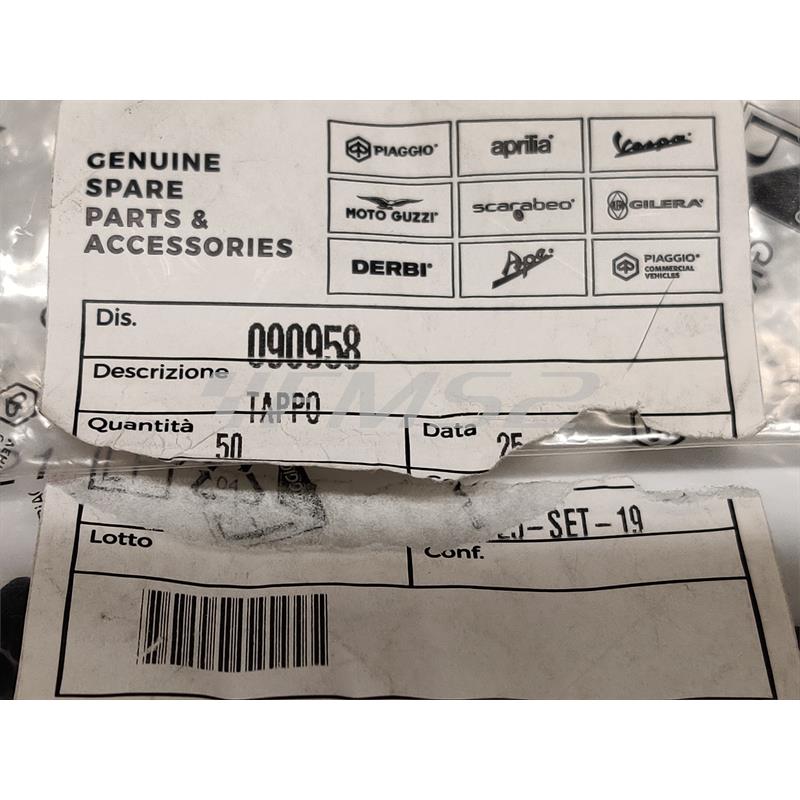 GENUINE
SPARE
PARTS &
ACCESSORIES
PIAGGIO®
aprilia®
Vespa®
MOTO GUZZI®
scarabeo®
GILERA®
DERBI®
Ape®
PIAGGIO®
COMMERCIAL
VEHICLES
Dis.
090958
Descrizione
TAPPO
Quantità
50
Data
25
04
-SET-19
Lotto
Conf.